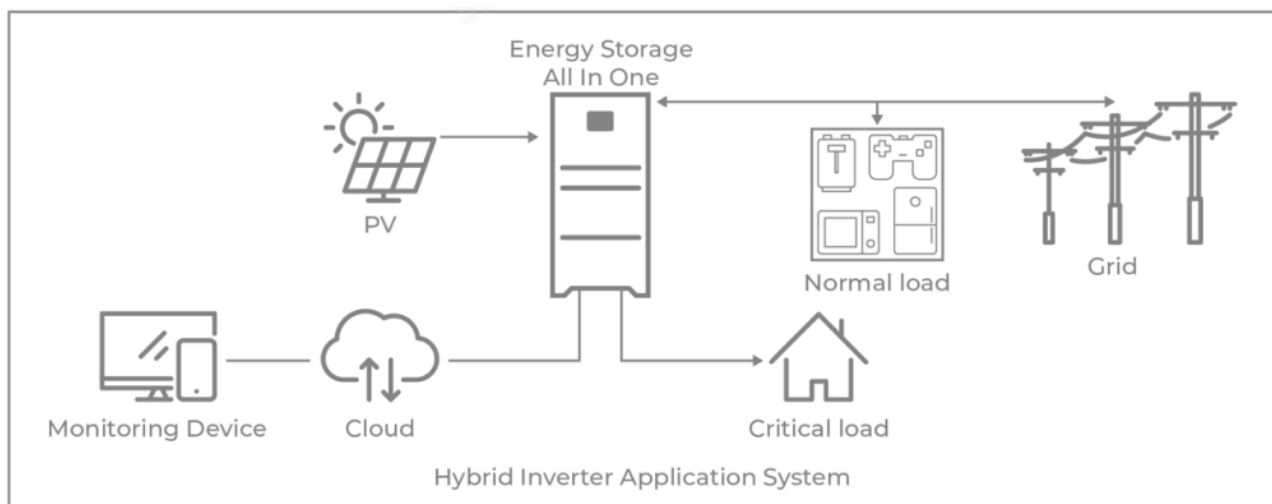 Energy Storage
All In One
PV
Normal load
Grid
Monitoring Device
Cloud
Critical load
Hybrid Inverter Application System